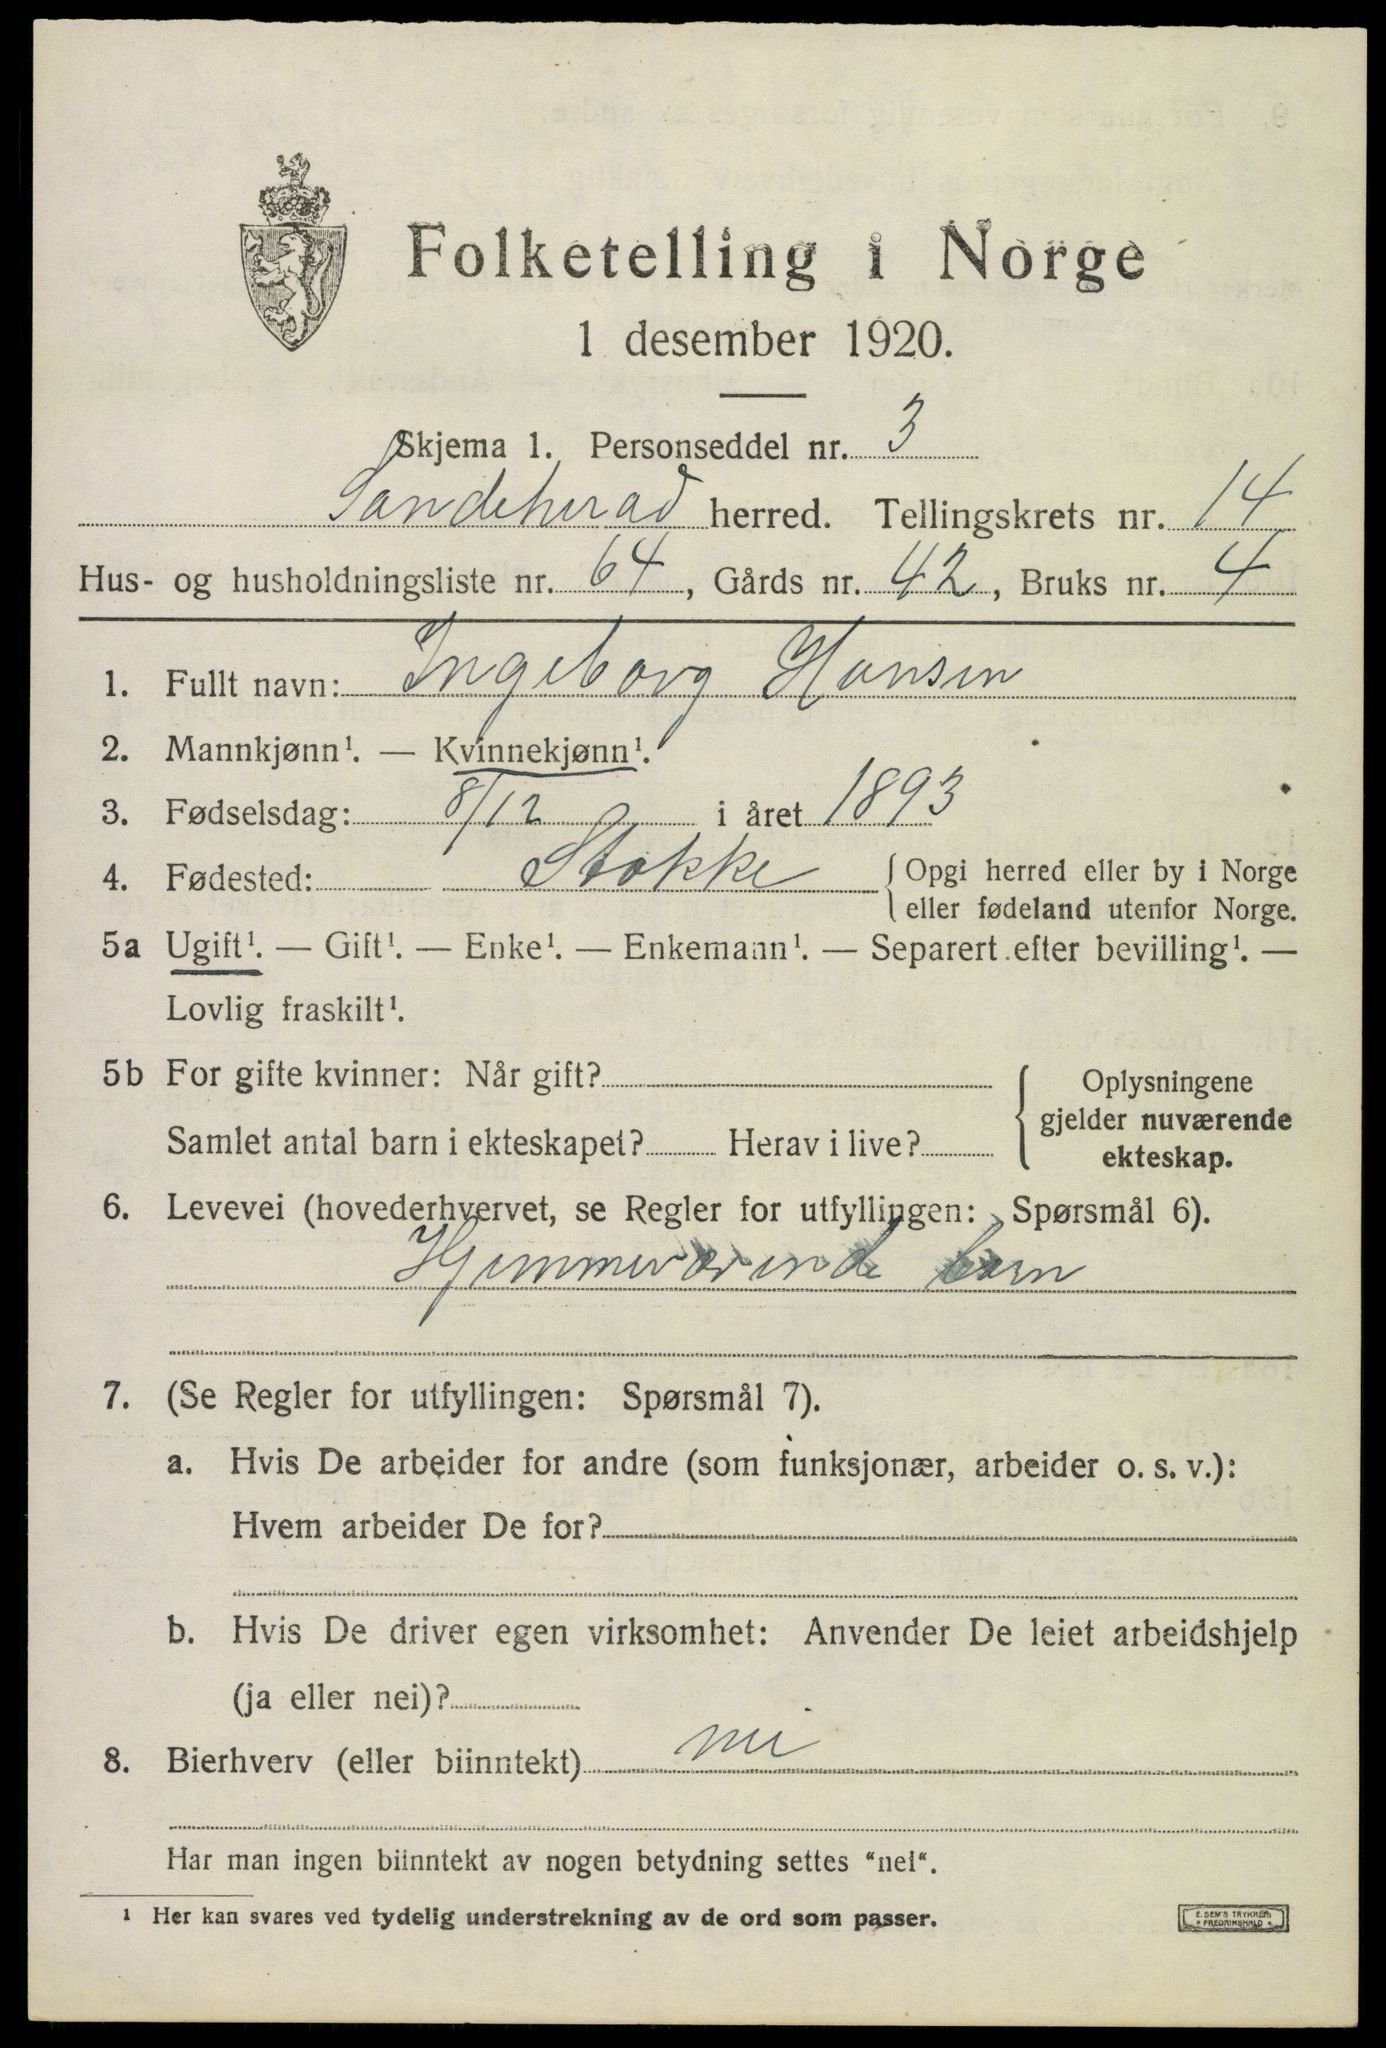 Folketelling i Norge
1 desember 1920.
Skjema 1. Personseddel nr. 3
Sandeherad herred. Tellingskrets nr. 14
Hus- og husholdningsliste nr. 64, Gårds nr. 42, Bruks nr. 4
1. Fullt navn: Ingeborg Hansen
2. Mannkjønn¹. — Kvinnekjønn¹.
3. Fødselsdag: 8/12 i året 1893
4. Fødested: Stokke { Opgi herred eller by i Norge
eller fødeland utenfor Norge.
5a Ugift¹. — Gift¹. — Enke¹. — Enkemann¹. — Separert efter bevilling¹. —
Lovlig fraskilt¹.
5b For gifte kvinner: Når gift? { Oplysningene
gjelder nuværende
Samlet antal barn i ekteskapet? Herav i live?
ekteskap.
6. Levevei (hovederhvervet, se Regler for utfyllingen: Spørsmål 6).
Hjemmeværende barn
7. (Se Regler for utfyllingen: Spørsmål 7).
a. Hvis De arbeider for andre (som funksjonær, arbeider o. s. v.):
Hvem arbeider De for?
b. Hvis De driver egen virksomhet: Anvender De leiet arbeidshjelp
(ja eller nei)?
8. Bierhverv (eller biinntekt) nei
Har man ingen biinntekt av nogen betydning settes "nei".
1 Her kan svares ved tydelig understrekning av de ord som passer.
E. SEM'S TRYKKERI
* FREDRIKSHALD *